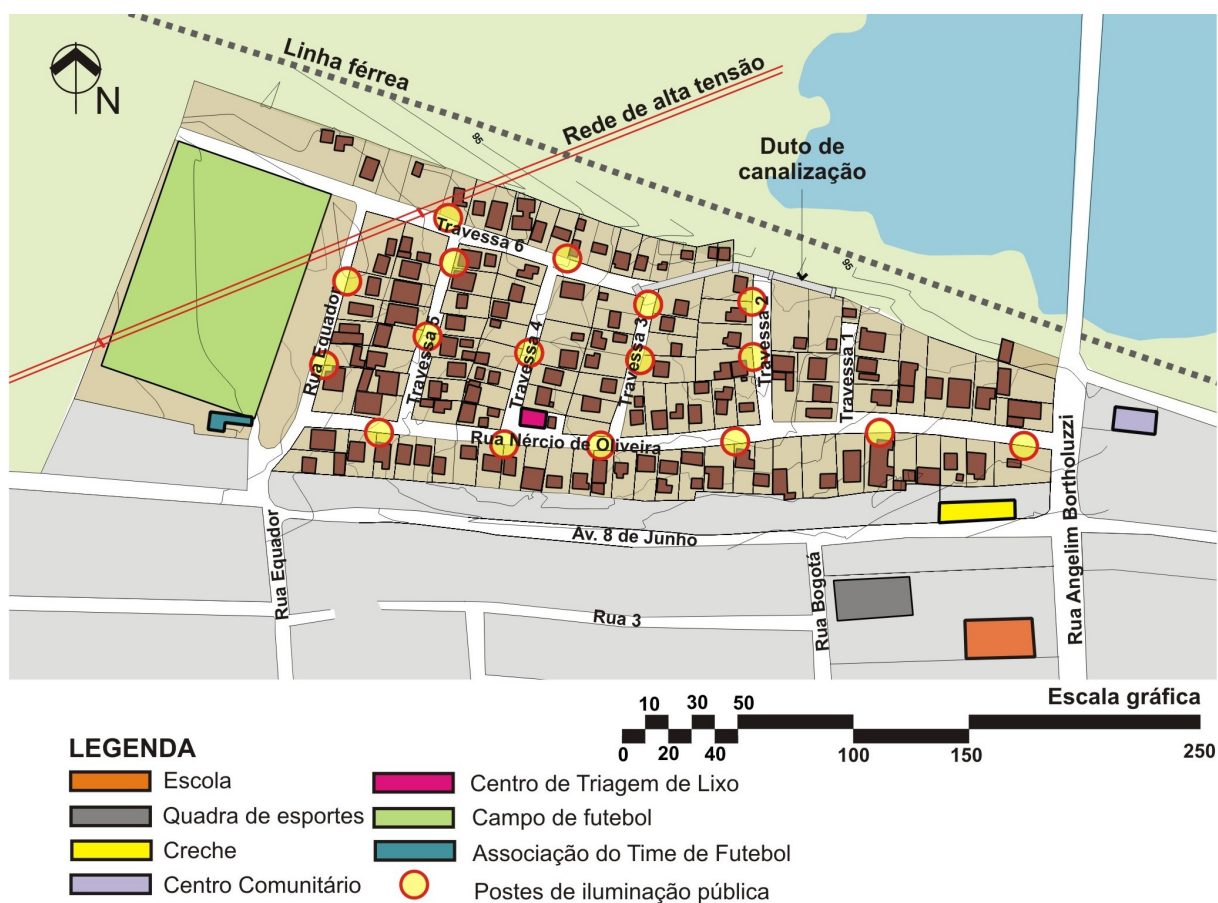 Linha férrea
Rede de alta tensão
N
95
Duto de
canalização
95
Travessa 6
Rua Equador
Travessa 5
Travessa 4
Travessa 3
Travessa 2
Travessa 1
Rua Nércio de Oliveira
Av. 8 de Junho
Rua Equador
Rua 3
Rua Bogotá
Rua Angelim Bortholuzzi
Escala gráfica
10 30 50
0 20 40 100 150 250
LEGENDA
Escola
Quadra de esportes
Creche
Centro Comunitário
Centro de Triagem de Lixo
Campo de futebol
Associação do Time de Futebol
Postes de iluminação pública